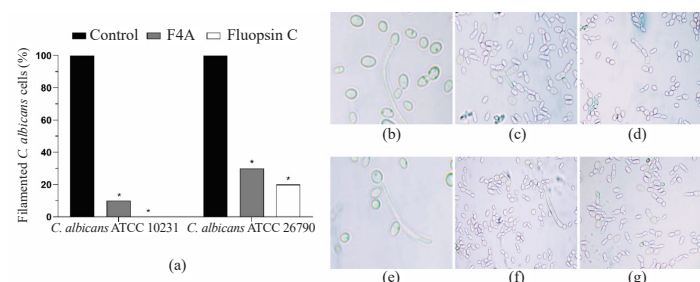 Control F4A Fluopsin C
Filamented C. albicans cells (%)
100
80
60
40
20
0
*
*
*
*
C. albicans ATCC 10231 C. albicans ATCC 26790
(a)
(b) (c) (d)
(e) (f) (g)